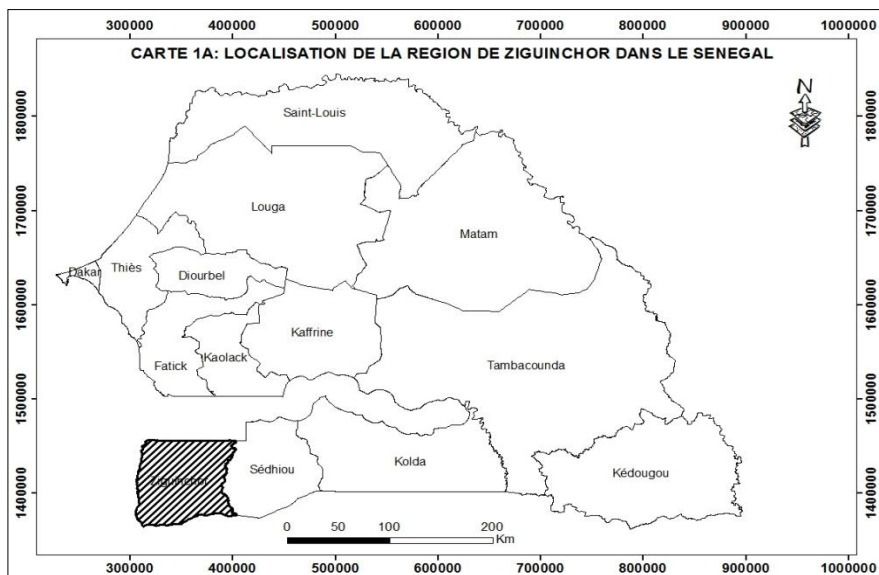 300000 400000 500000 600000 700000 800000 900000 1000000
CARTE 1A: LOCALISATION DE LA REGION DE ZIGUINCHOR DANS LE SENEGAL
N
1800000 1800000
Saint-Louis
1700000 1700000
Louga
Matam
Dakar Thiès Diourbel
1600000 1600000
Kaffrine
Fatick Kaolack Tambacounda
1500000 1500000
Ziguinchor Sédhiou Kolda Kédougou
1400000 1400000
0 50 100 200
Km
300000 400000 500000 600000 700000 800000 900000 1000000